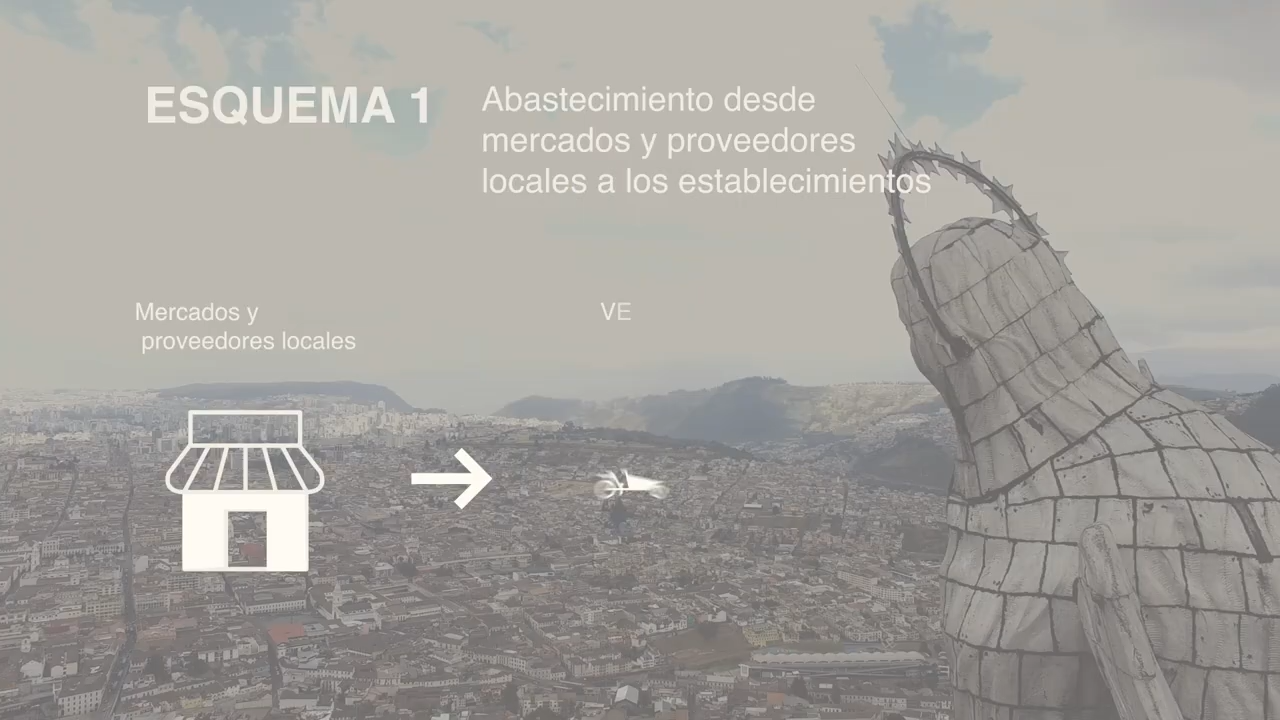 ESQUEMA 1
Abastecimiento desde
mercados y proveedores
locales a los establecimientos
Mercados y
proveedores locales
VE